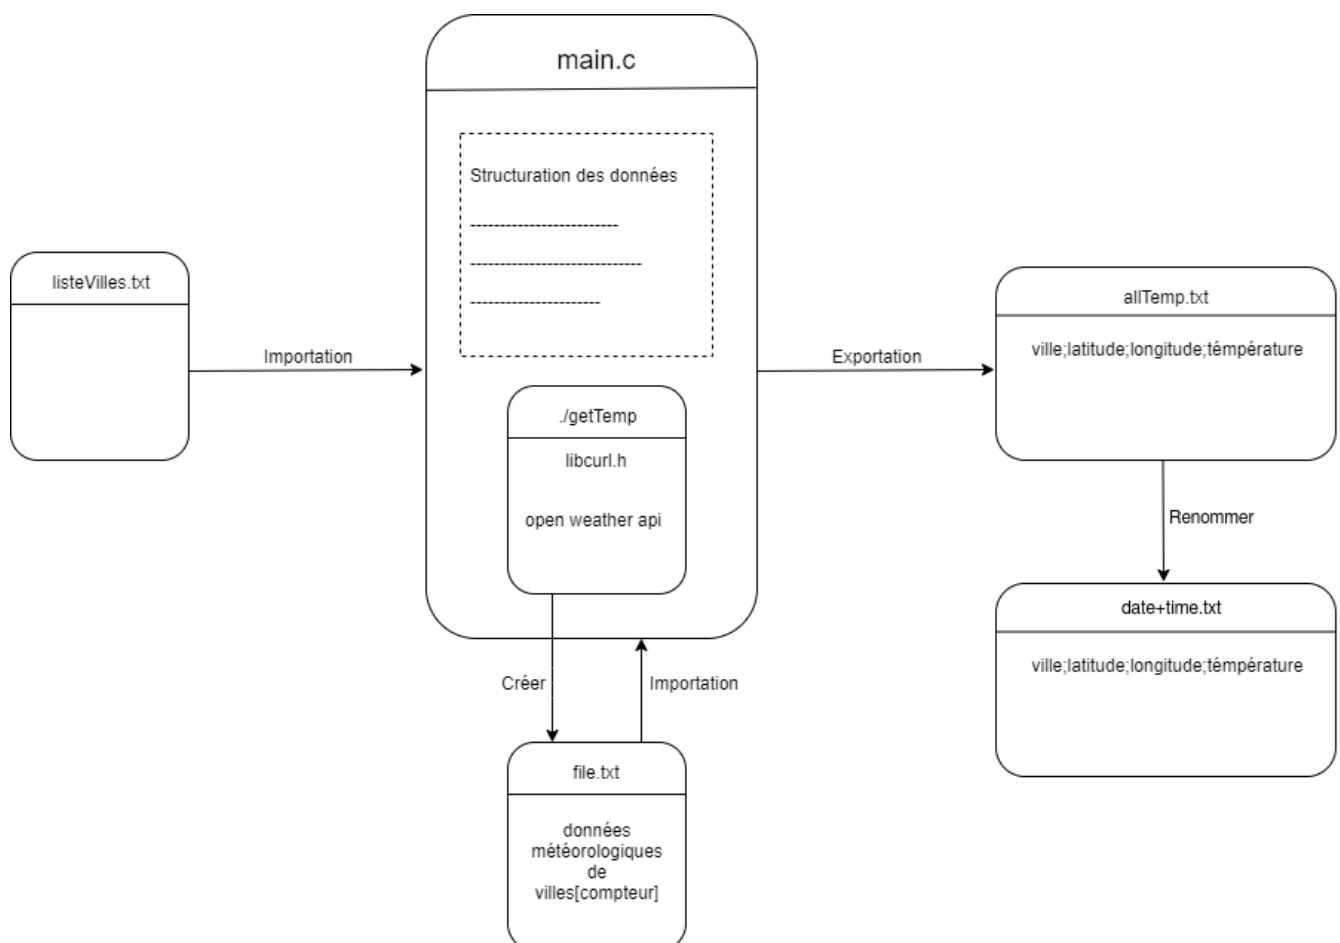 main.c
Structuration des données
listeVilles.txt
Importation
./getTemp
libcurl.h
open weather api
Exportation
allTemp.txt
ville;latitude;longitude;témpérature
Renommer
date+time.txt
ville;latitude;longitude;témpérature
Créer
Importation
file.txt
données
météorologiques
de
villes[compteur]